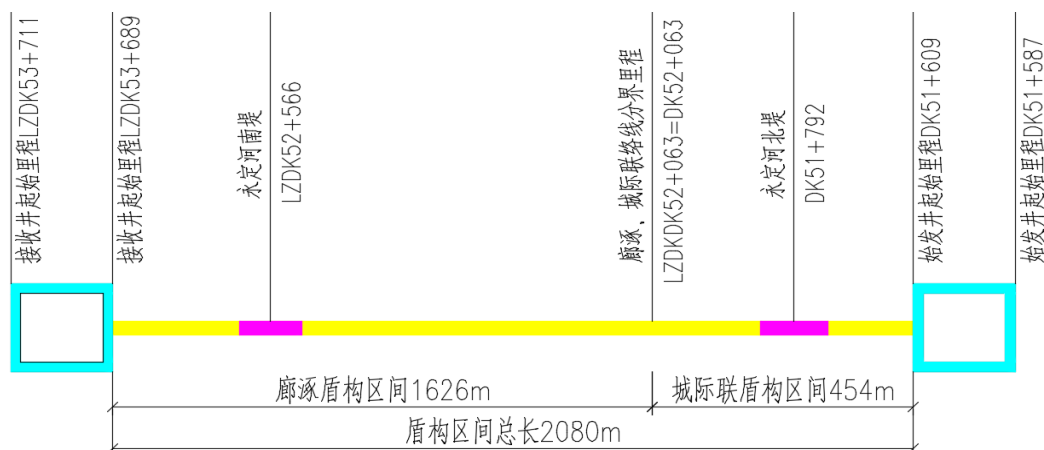 接收井起始里程LZDK53+711
接收井起始里程LZDK53+689
永定河南堤
LZDK52+566
廊涿、城际联络线分界里程
LZDKDK52+063=DK52+063
永定河北堤
DK51+792
始发井起始里程DK51+609
始发井起始里程DK51+587
廊涿盾构区间1626m
城际联盾构区间454m
盾构区间总长2080m